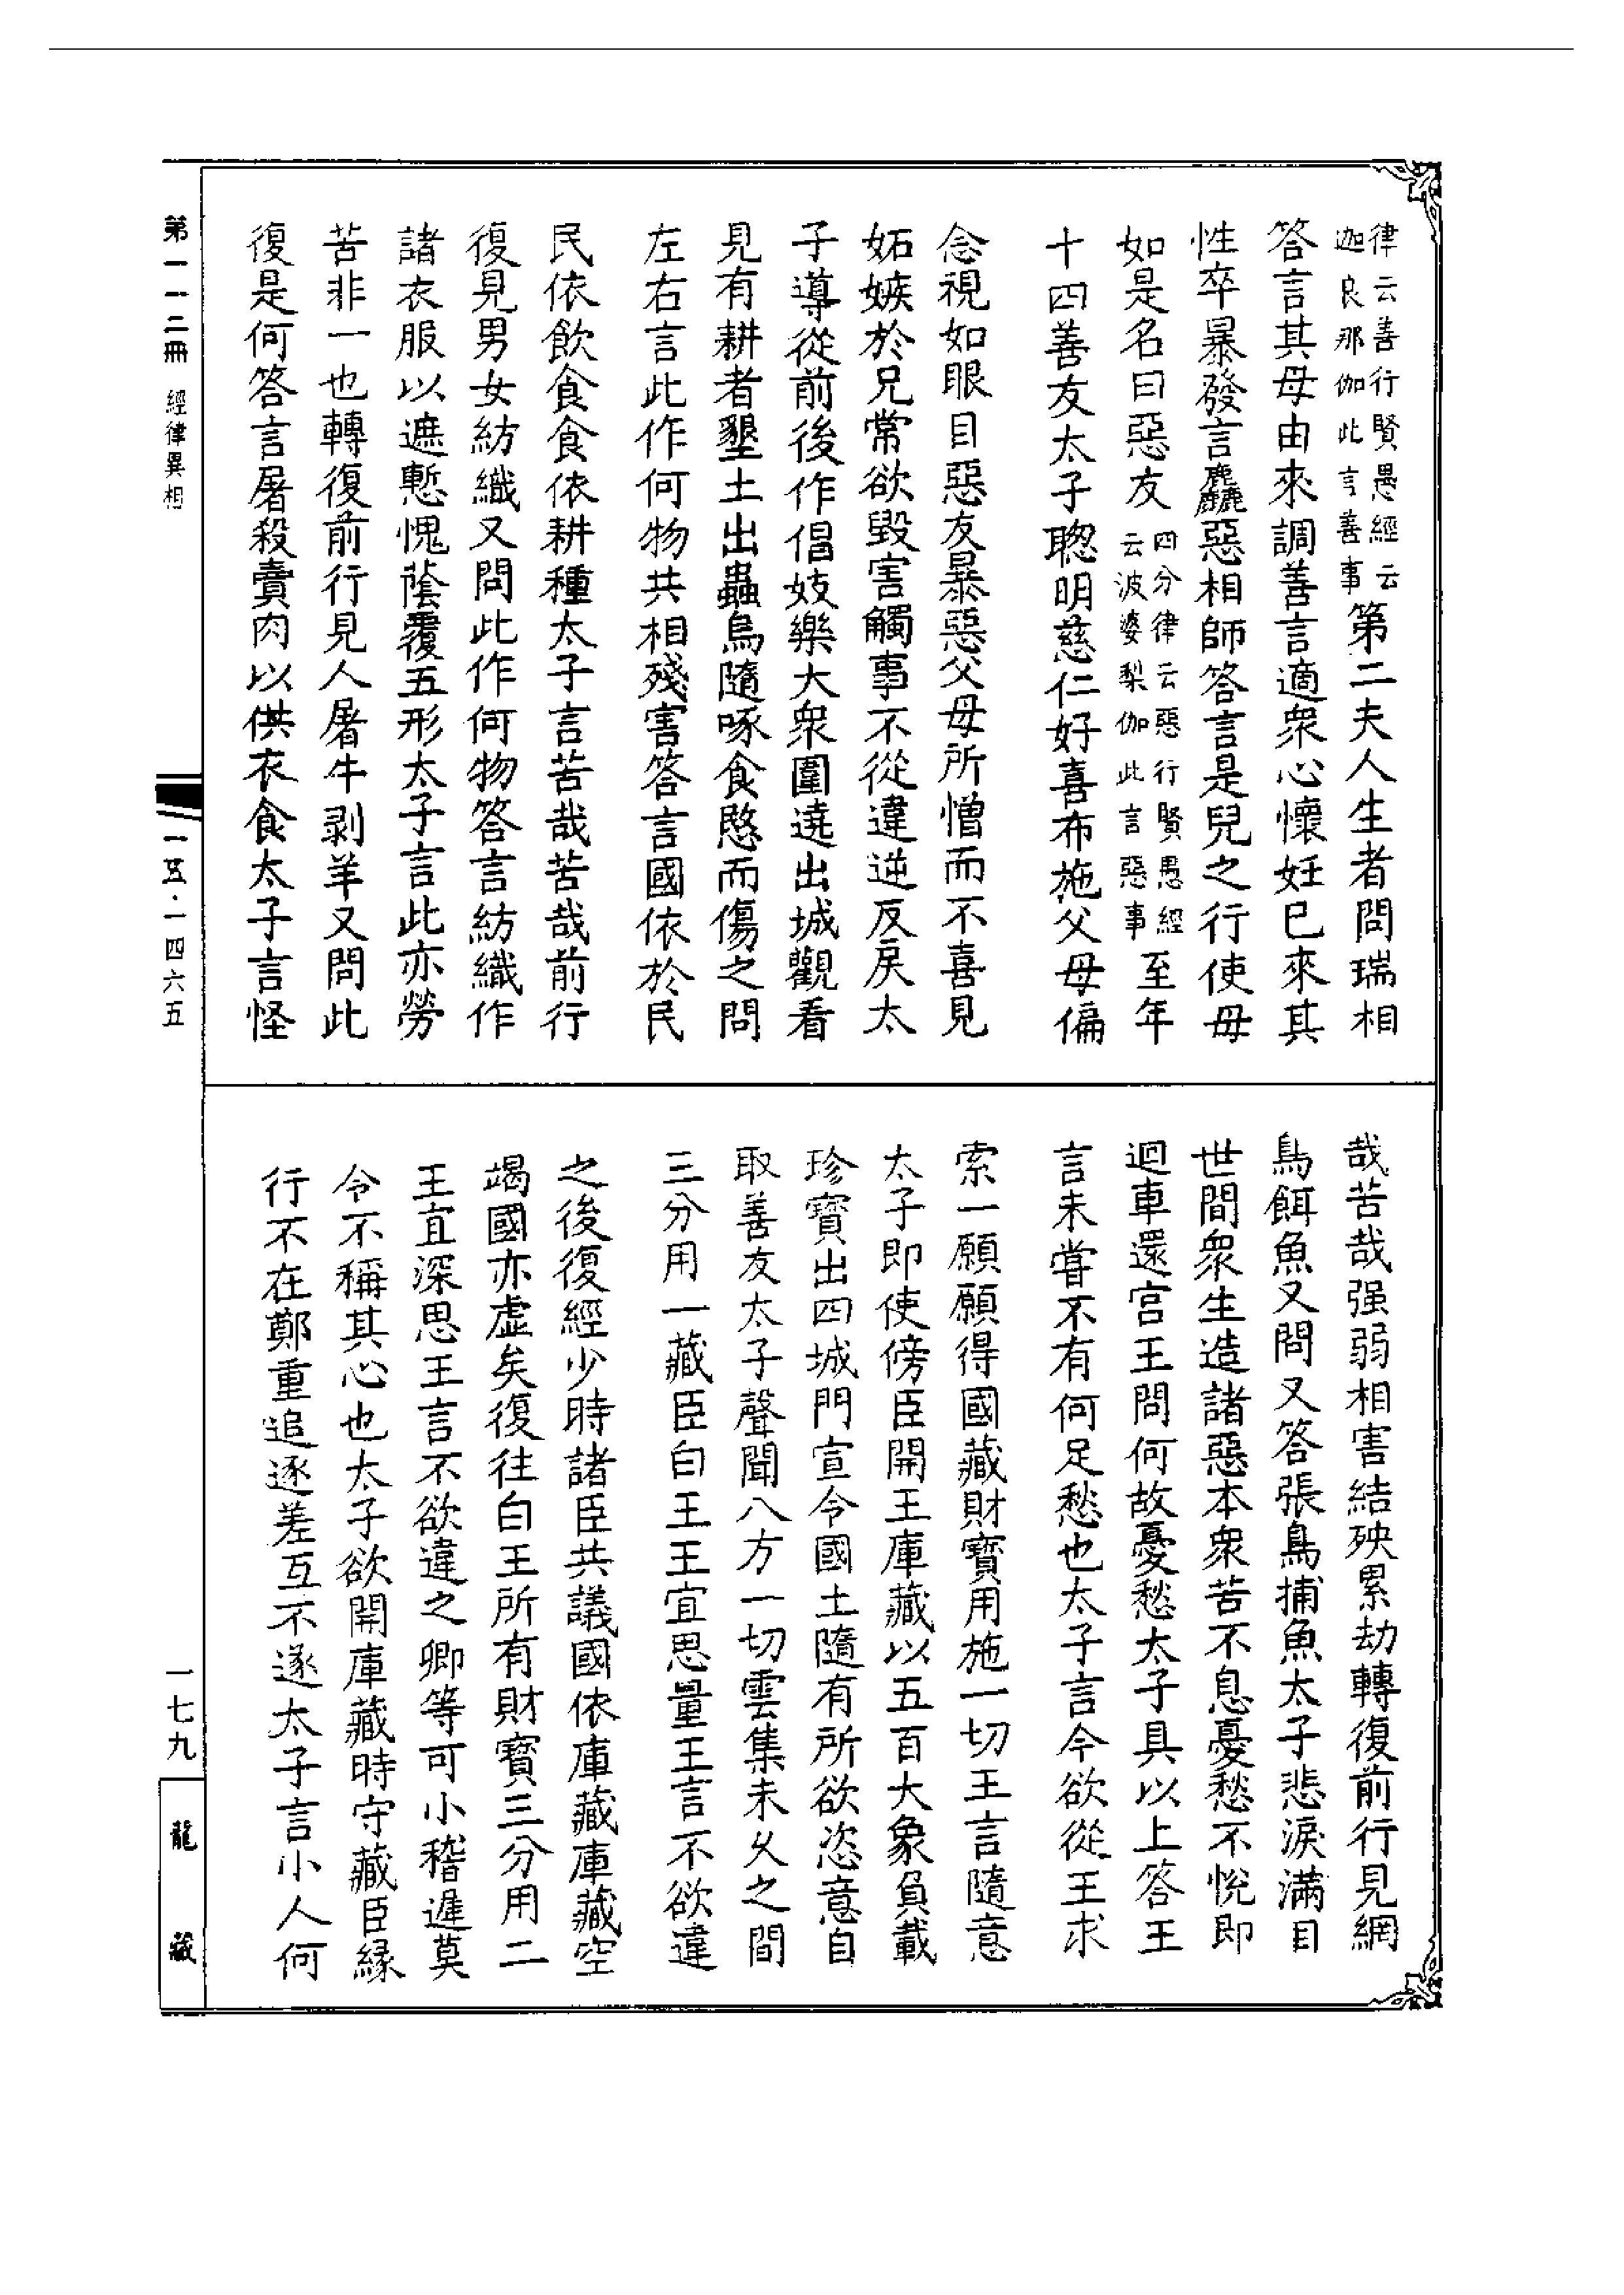 律云善行賢愚經云
迦良那伽此言善事第二夫人生者問瑞相
答言其母由來調善言適衆心懷妊已來其
性卒暴發言麤惡相師答言是兒之行使母
如是名曰惡友四分律云惡行賢愚經
云波婆梨伽此言惡事至年
十四善友太子聰明慈仁好喜布施父母偏
念視如眼目惡友暴惡父母所憎而不喜見
妬嫉於兄常欲毀害觸事不從違逆反戾太
子導從前後作倡妓樂大衆圍遶出城觀看
見有耕者墾土出蟲烏隨啄食愍而傷之問
左右言此作何物共相殘害答言國依於民
民依飲食食依耕種太子言苦哉苦哉前行
復見男女紡織又問此作何物答言紡織作
諸衣服以遮慙愧蔭覆五形太子言此亦勞
苦非一也轉復前行見人屠牛剥羊又問此
復是何答言屠殺賣肉以供衣食太子言怪
哉苦哉强弱相害結殃累劫轉復前行見網
鳥餌魚又問又答張鳥捕魚太子悲淚滿目
世間衆生造諸惡本衆苦不息憂愁不悅即
迴車還宮王問何故憂愁太子具以上答王
言未嘗不有何足愁也太子言今欲從王求
索一願願得國藏財寶用施一切王言隨意
太子即使傍臣開王庫藏以五百大象負載
珍寶出四城門宣令國土隨有所欲恣意自
取善友太子聲聞八方一切雲集未久之間
三分用一藏臣白王王宜思量王言不欲違
之後復經少時諸臣共議國依庫藏庫藏空
竭國亦虛矣復往白王所有財寶三分用二
王宜深思王言不欲違之卿等可小稽遲莫
令不稱其心也太子欲開庫藏時守藏臣緣
行不在鄭重追逐差互不遂太子言小人何
第一一二冊 經律異相
一五·一四六五
一七九
龍藏